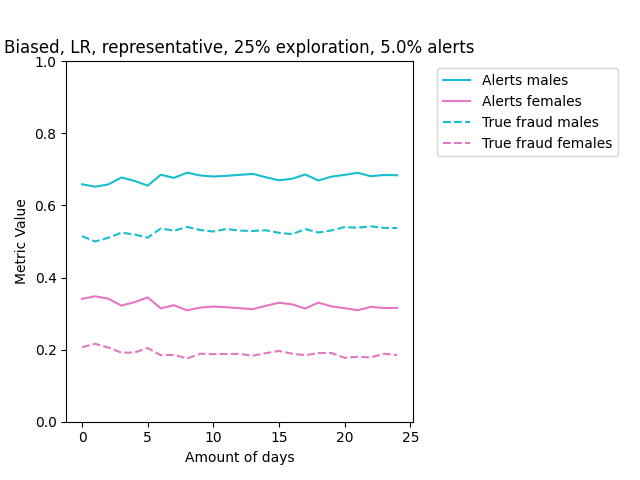 Biased, LR, representative, 25% exploration, 5.0% alerts
1.0
0.8
0.6
0.4
0.2
0.0
Metric Value
0
5
10
15
20
25
Amount of days
Alerts males
Alerts females
True fraud males
True fraud females